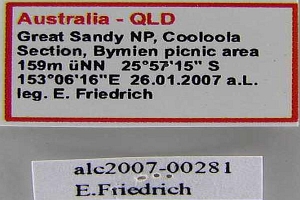 Australia - QLD
Great Sandy NP, Cooloola
Section, Bymien picnic area
159m üNN 25°57'15" S
153°06'16"E 26.01.2007 a.L.
leg. E. Friedrich
alc2007-00281
E.Friedrich